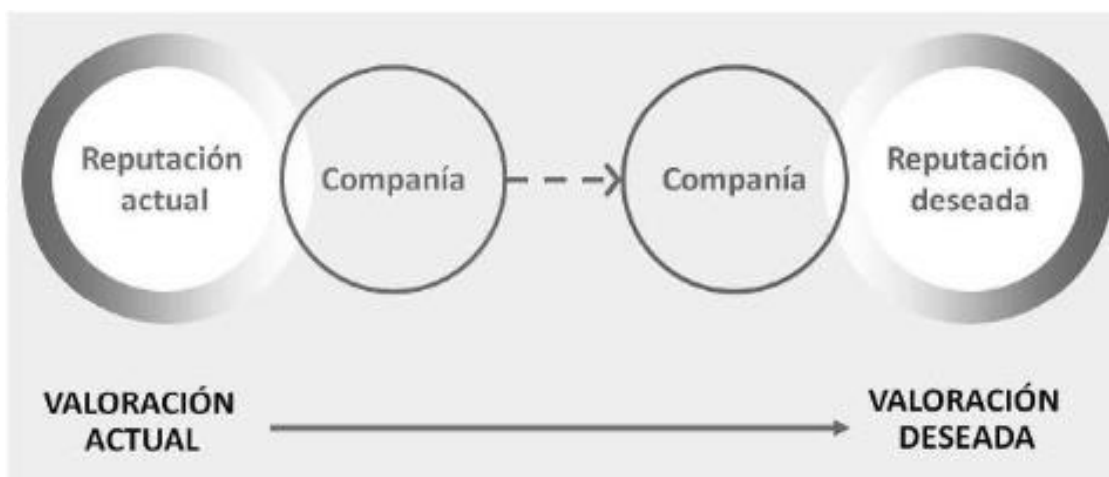 Reputación
actual
Compañía
Compañía
Reputación
deseada
VALORACIÓN
ACTUAL
VALORACIÓN
DESEADA